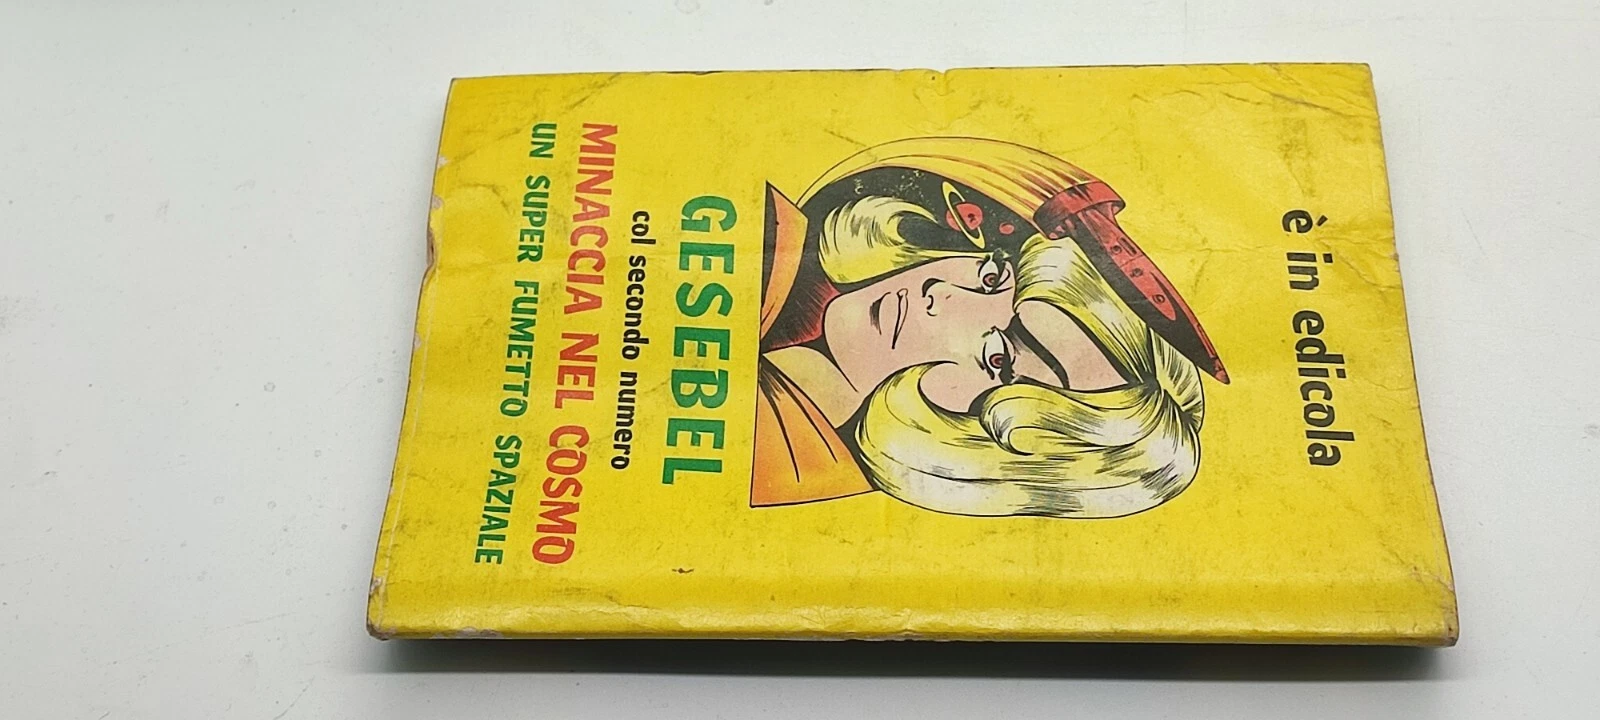 è in edicola
GESEBEL
col secondo numero
MINACCIA NEL COSMO
UN SUPER FUMETTO SPAZIALE